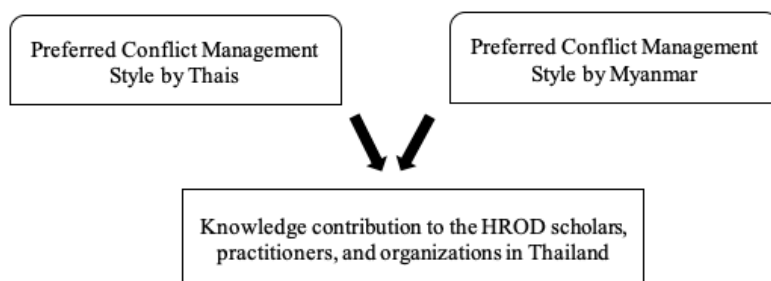 Preferred Conflict Management
Style by Thais
Preferred Conflict Management
Style by Myanmar
Knowledge contribution to the HROD scholars,
practitioners, and organizations in Thailand